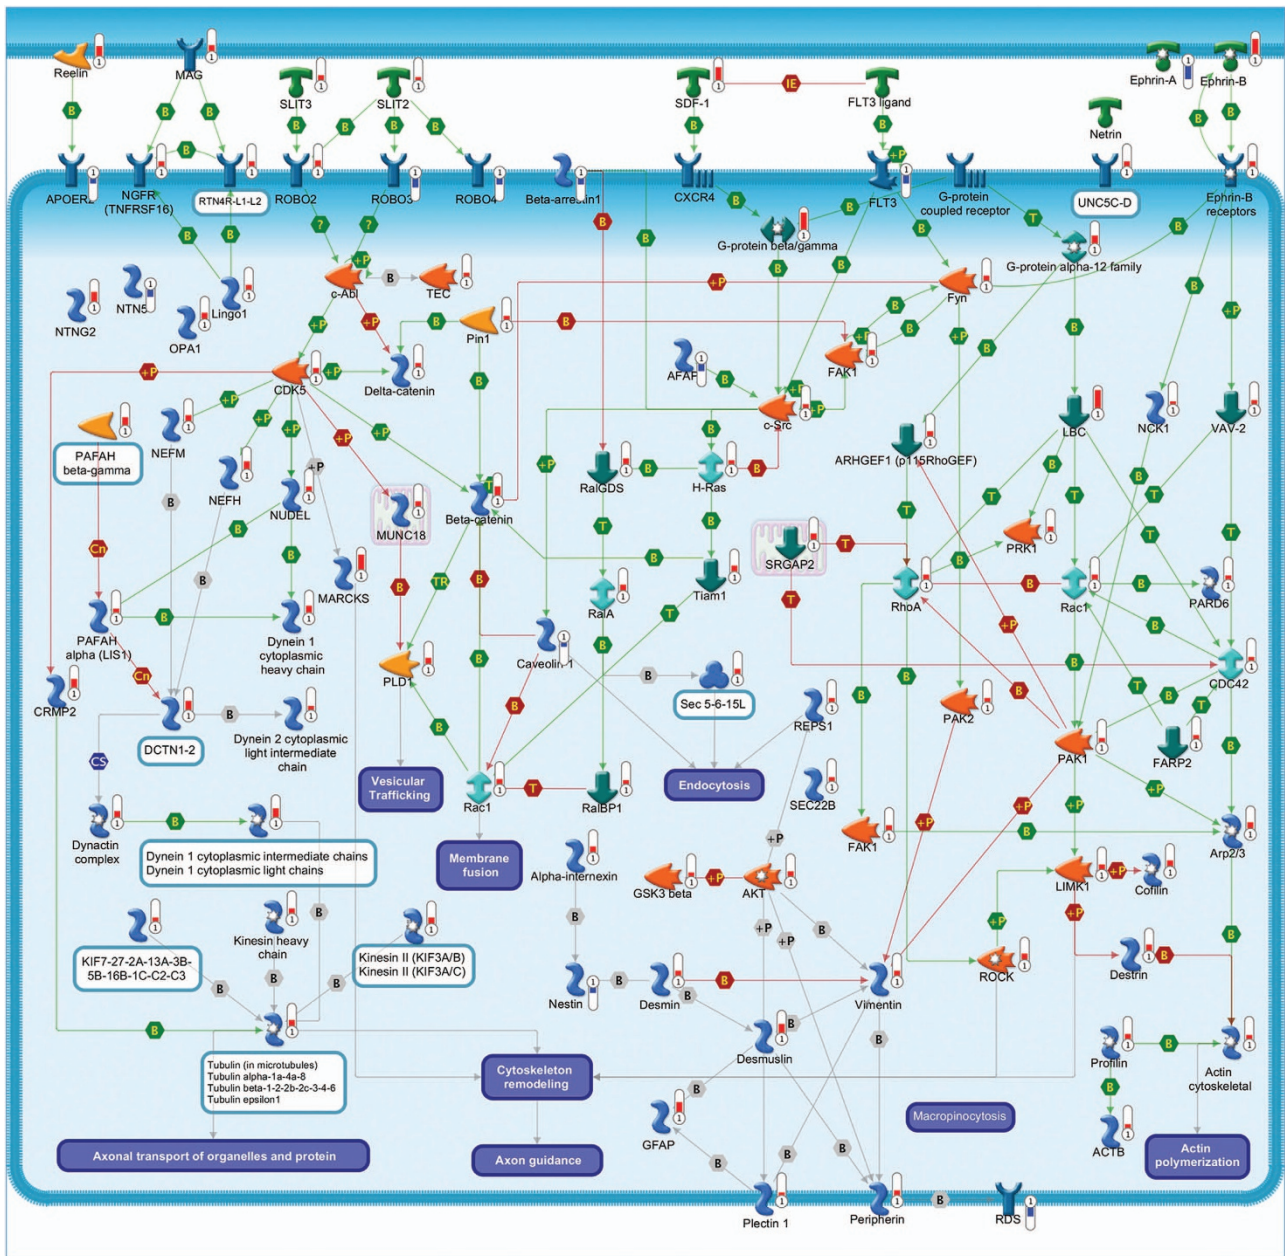 Reelin
MAG
SLIT3
SLIT2
SDF-1
IE
FLT3 ligand
Ephrin-A
Ephrin-B
Netrin
APOER2
NGFR
(TNFRSF16)
RTN4R-L1-L2
ROBO2
ROBO3
ROBO4
Beta-arrestin1
CXCR4
FLT3
G-protein
coupled receptor
UNC5C-D
Ephrin-B
receptors
G-protein beta/gamma
G-protein alpha-12 family
NTNG2
NTN5
OPA1
Lingo1
c-Abl
TEC
Pin1
Fyn
FAK1
AFAP
Delta-catenin
CDK5
c-Src
PAFAH
beta-gamma
NEFM
NEFH
NUDEL
MUNC18
Beta-catenin
RalGDS
H-Ras
ARHGEF1 (p115RhoGEF)
LBC
NCK1
VAV-2
SRGAP2
PRK1
MARCKS
RalA
Tiam1
RhoA
Rac1
PARD6
PAFAH
alpha (LIS1)
Dynein 1
cytoplasmic
heavy chain
PLD1
Caveolin 1
CDC42
CRMP2
DCTN1-2
Dynein 2 cytoplasmic
light intermediate
chain
Sec 5-6-15L
REPS1
PAK2
PAK1
FARP2
Vesicular
Trafficking
Rac1
RalBP1
Endocytosis
SEC22B
CS
Dynactin
complex
Dynein 1 cytoplasmic intermediate chains
Dynein 1 cytoplasmic light chains
Membrane
fusion
Alpha-internexin
GSK3 beta
AKT
FAK1
LIMK1
Cofilin
Arp2/3
KIF7-27-2A-13A-3B-
5B-16B-1C-C2-C3
Kinesin heavy
chain
Kinesin II (KIF3A/B)
Kinesin II (KIF3A/C)
Nestin
Desmin
Vimentin
ROCK
Destrin
Tubulin (in microtubules)
Tubulin alpha-1a-4a-8
Tubulin beta-1-2-2b-2c-3-4-6
Tubulin epsilon1
Cytoskeleton
remodeling
Desmuslin
Profilin
Actin
cytoskeletal
GFAP
Macropinocytosis
ACTB
Axonal transport of organelles and protein
Axon guidance
Actin
polymerization
Plectin 1
Peripherin
RDS